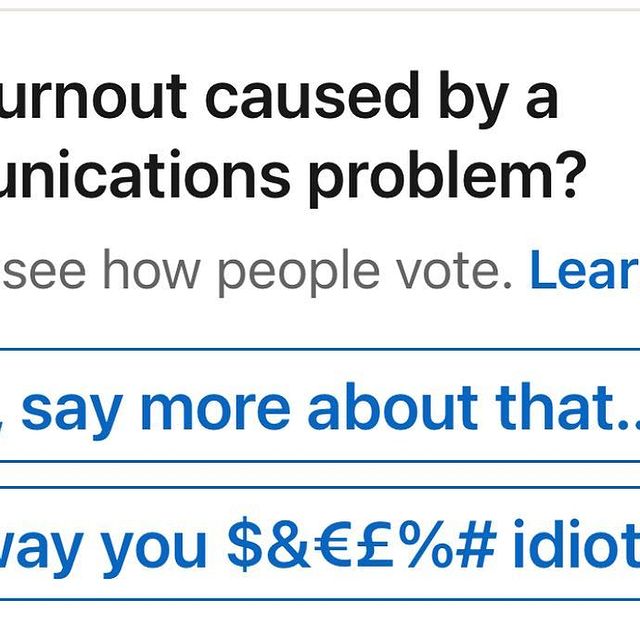 urnout caused by a
unications problem?
see how people vote. Lear
, say more about that..
way you $&€£%# idiot